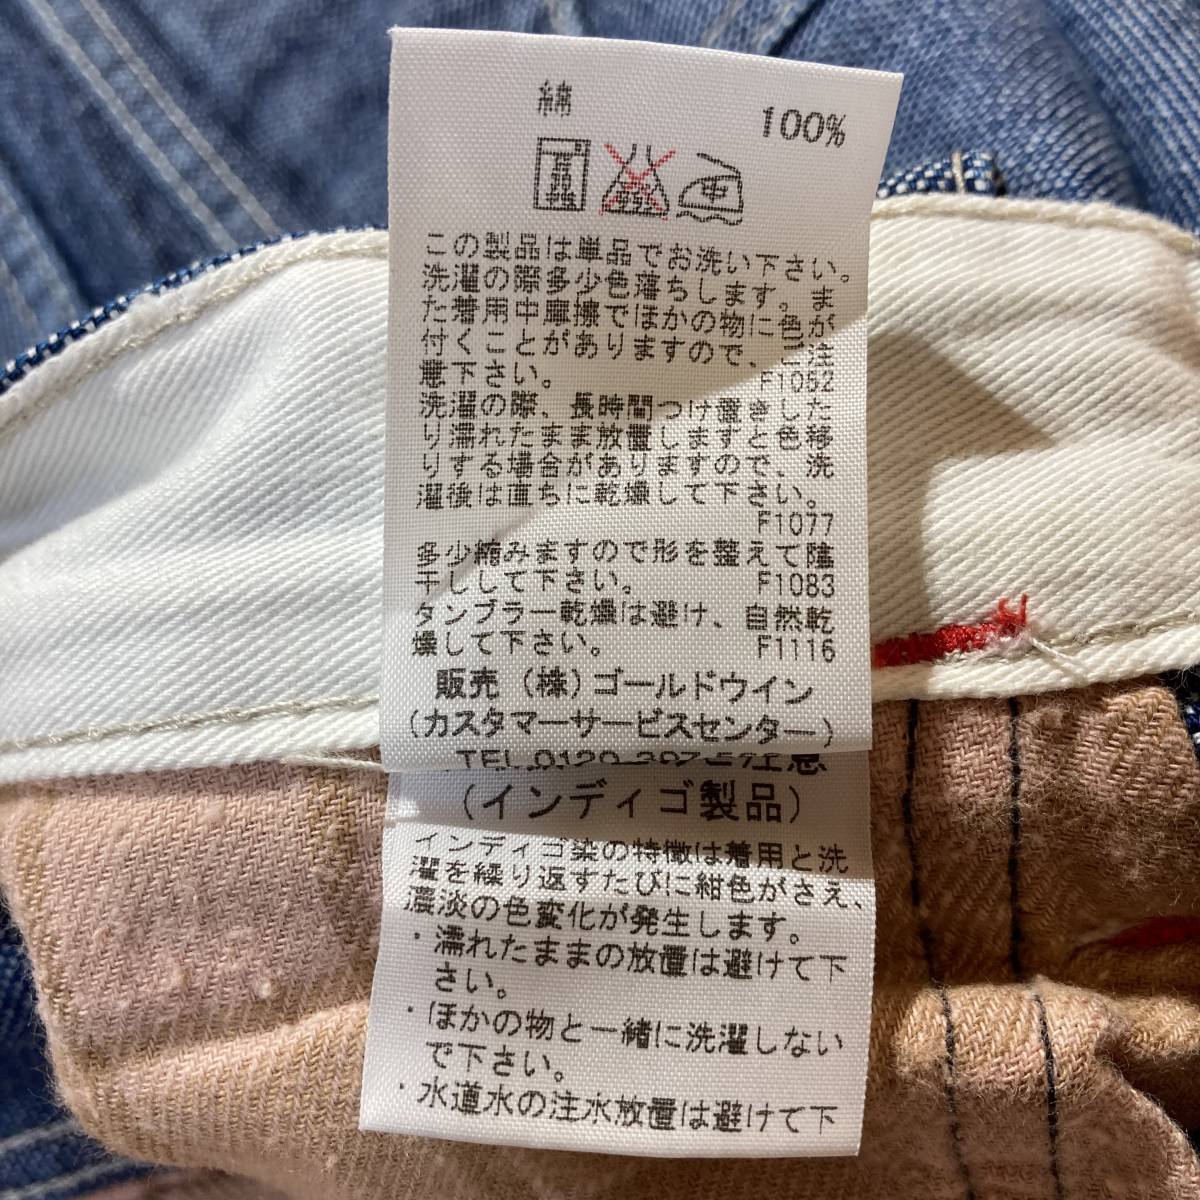 綿 100%
この製品は単品でお洗い下さい。
洗濯の際多少色落ちします。ま
た着用中摩擦でほかの物に色が
付くことがありますので、ご注
意下さい。 F1052
洗濯の際、長時間つけ置きした
り濡れたまま放置しますと色移
りする場合がありますので、洗
濯後は直ちに乾燥して下さい。
F1077
多少縮みますので形を整えて陰
干しして下さい。 F1083
タンブラー乾燥は避け、自然乾
燥して下さい。 F1116
販売 (株)ゴールドウイン
(カスタマーサービスセンター)
TEL.0120-307-5
注意
(インディゴ製品)
インディゴ染の特徴は着用と洗
濯を繰り返すたびに紺色がさえ、
濃淡の色変化が発生します。
・濡れたままの放置は避けて下
さい。
・ほかの物と一緒に洗濯しない
で下さい。
・水道水の注水放置は避けて下